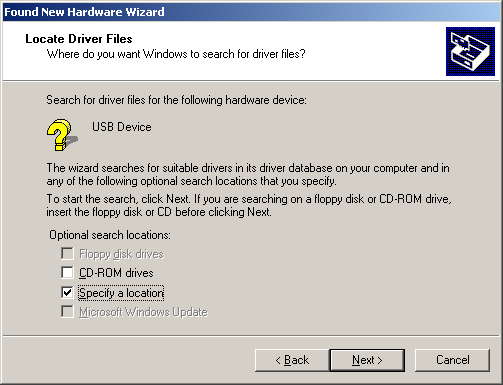 Found New Hardware Wizard
Locate Driver Files
Where do you want Windows to search for driver files?
Search for driver files for the following hardware device:
USB Device
The wizard searches for suitable drivers in its driver database on your computer and in
any of the following optional search locations that you specify.
To start the search, click Next. If you are searching on a floppy disk or CD-ROM drive,
insert the floppy disk or CD before clicking Next.
Optional search locations:
Floppy disk drives
CD-ROM drives
Specify a location
Microsoft Windows Update
< Back Next > Cancel